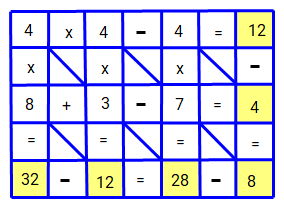 4 x 4 - 4 = 12
x x x -
8 + 3 - 7 = 4
= = = =
32 - 12 = 28 - 8